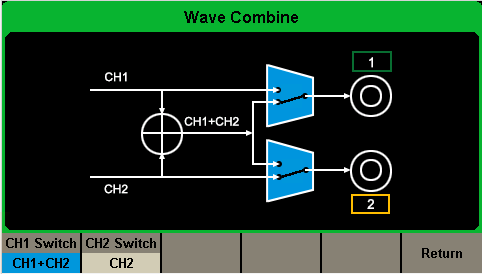 Wave Combine
1
CH1
CH1+CH2
CH2
2
CH1 Switch
CH2 Switch
CH1+CH2
CH2
Return